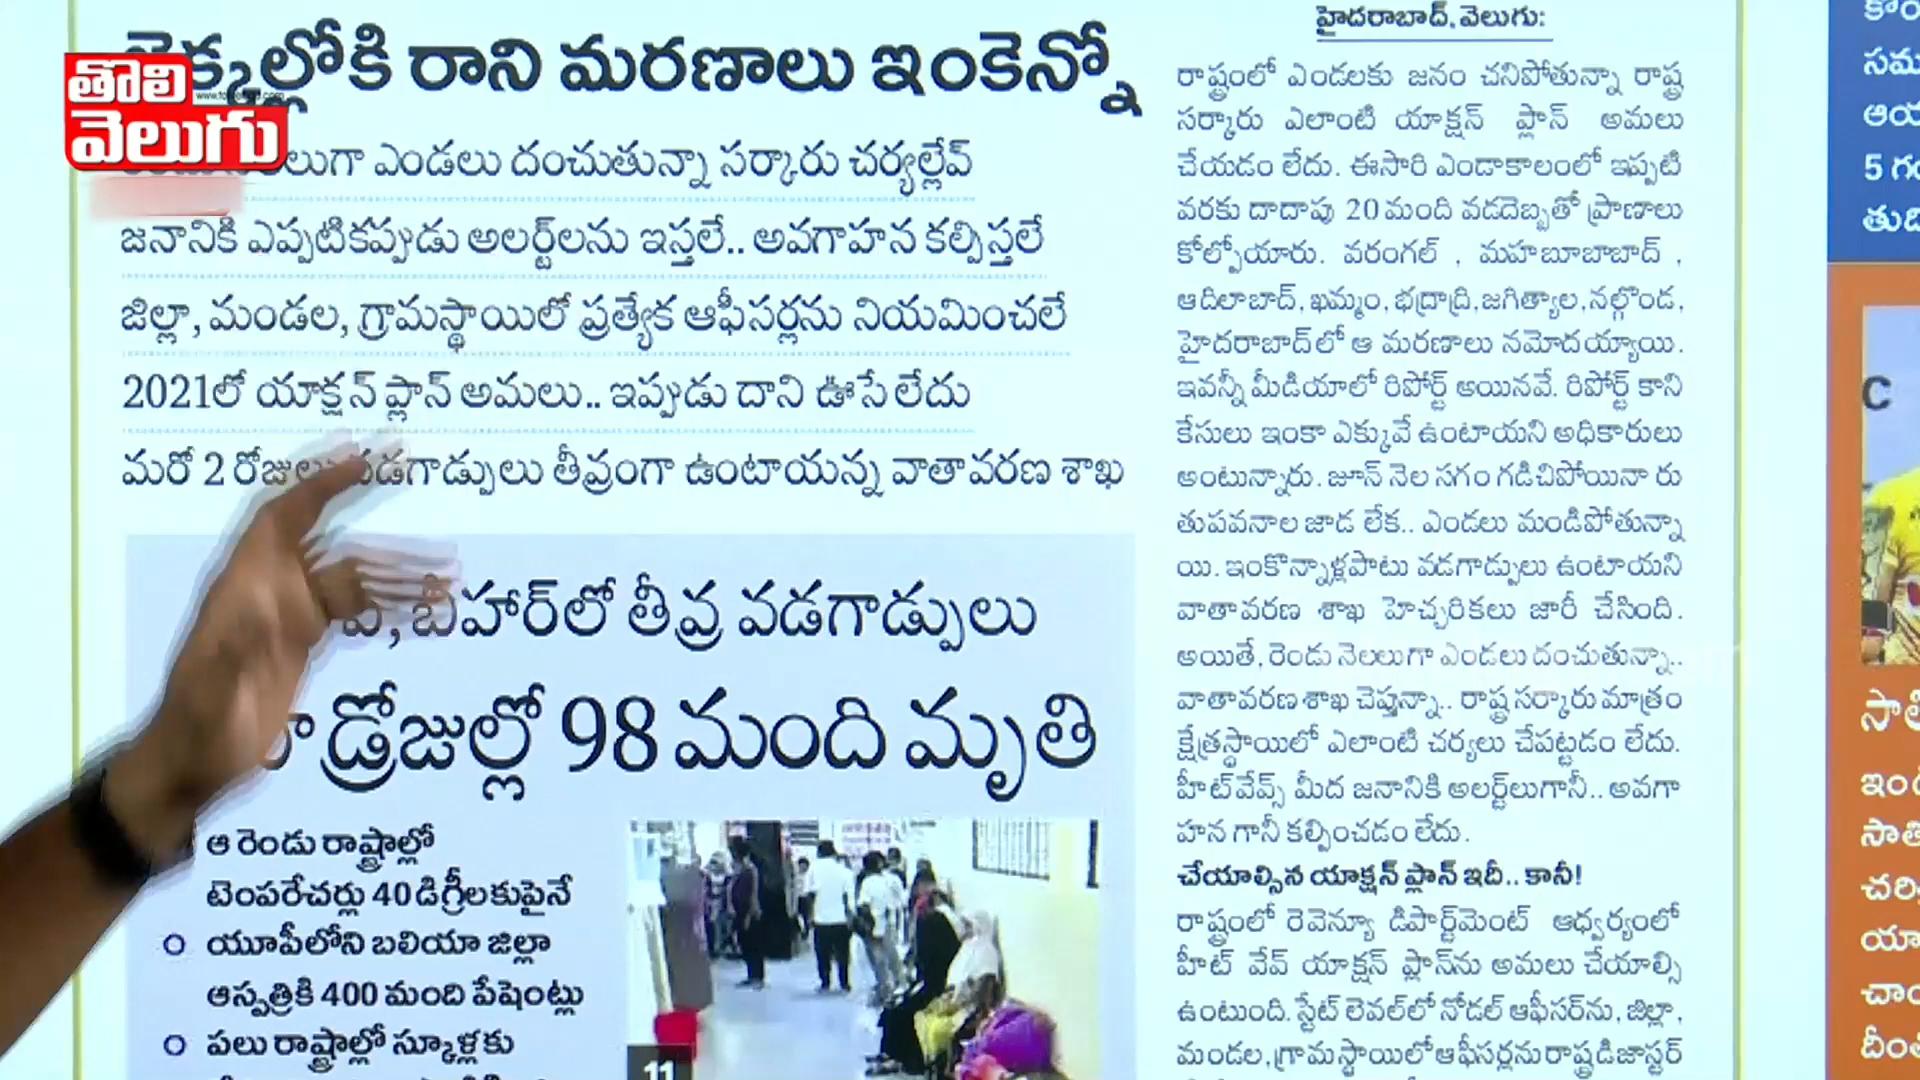 తొలి
వెలుగు
లెక్కల్లోకి రాని మరణాలు ఇంకెన్నో
ఎండలు దంచుతున్నా సర్కారు చర్యల్లేవ్
జనానికి ఎప్పటికప్పుడు అలర్ట్‌లను ఇస్తలే.. అవగాహన కల్పిస్తలే
జిల్లా, మండల, గ్రామస్థాయిలో ప్రత్యేక ఆఫీసర్లను నియమించలే
2021లో యాక్షన్ ప్లాన్ అమలు.. ఇప్పుడు దాని ఊసే లేదు
మరో 2 రోజులు వడగాడ్పులు తీవ్రంగా ఉంటాయన్న వాతావరణ శాఖ
బీహార్‌లో తీవ్ర వడగాడ్పులు
డ్రోజుల్లో 98 మంది మృతి
ఆ రెండు రాష్ట్రాల్లో
టెంపరేచర్లు 40 డిగ్రీలకుపైనే
యూపీలోని బలియా జిల్లా
ఆస్పత్రికి 400 మంది పేషెంట్లు
పలు రాష్ట్రాల్లో స్కూళ్లకు
11
హైదరాబాద్, వెలుగు:
రాష్ట్రంలో ఎండలకు జనం చనిపోతున్నా రాష్ట్ర
సర్కారు ఎలాంటి యాక్షన్ ప్లాన్ అమలు
చేయడం లేదు. ఈసారి ఎండాకాలంలో ఇప్పటి
వరకు దాదాపు 20 మంది వడదెబ్బతో ప్రాణాలు
కోల్పోయారు. వరంగల్ , మహబూబాబాద్ ,
ఆదిలాబాద్, ఖమ్మం, భద్రాద్రి, జగిత్యాల, నల్గొండ,
హైదరాబాద్‌లో ఆ మరణాలు నమోదయ్యాయి.
ఇవన్నీ మీడియాలో రిపోర్ట్ అయినవే. రిపోర్ట్ కాని
కేసులు ఇంకా ఎక్కువే ఉంటాయని అధికారులు
అంటున్నారు. జూన్ నెల సగం గడిచిపోయినా రు
తుపవనాల జాడ లేక.. ఎండలు మండిపోతున్నా
యి. ఇంకొన్నాళ్లపాటు వడగాడ్పులు ఉంటాయని
వాతావరణ శాఖ హెచ్చరికలు జారీ చేసింది.
అయితే, రెండు నెలలుగా ఎండలు దంచుతున్నా..
వాతావరణ శాఖ చెప్తున్నా.. రాష్ట్ర సర్కారు మాత్రం
క్షేత్రస్థాయిలో ఎలాంటి చర్యలు చేపట్టడం లేదు.
హీట్‌వేవ్స్ మీద జనానికి అలర్ట్‌లుగానీ.. అవగా
హన గానీ కల్పించడం లేదు.
చేయాల్సిన యాక్షన్ ప్లాన్ ఇదీ.. కానీ!
రాష్ట్రంలో రెవెన్యూ డిపార్ట్‌మెంట్ ఆధ్వర్యంలో
హీట్ వేవ్ యాక్షన్ ప్లాన్‌ను అమలు చేయాల్సి
ఉంటుంది. స్టేట్ లెవల్‌లో నోడల్ ఆఫీసర్‌ను, జిల్లా,
మండల, గ్రామ స్థాయిలో ఆఫీసర్లను రాష్ట్ర డిజాస్టర్
5
C